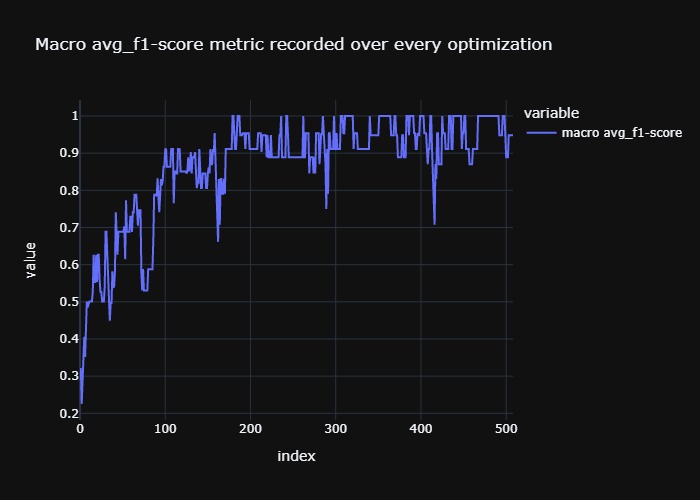 Macro avg_f1-score metric recorded over every optimization
variable
macro avg_f1-score
value
1
0.9
0.8
0.7
0.6
0.5
0.4
0.3
0.2
0 100 200 300 400 500
index